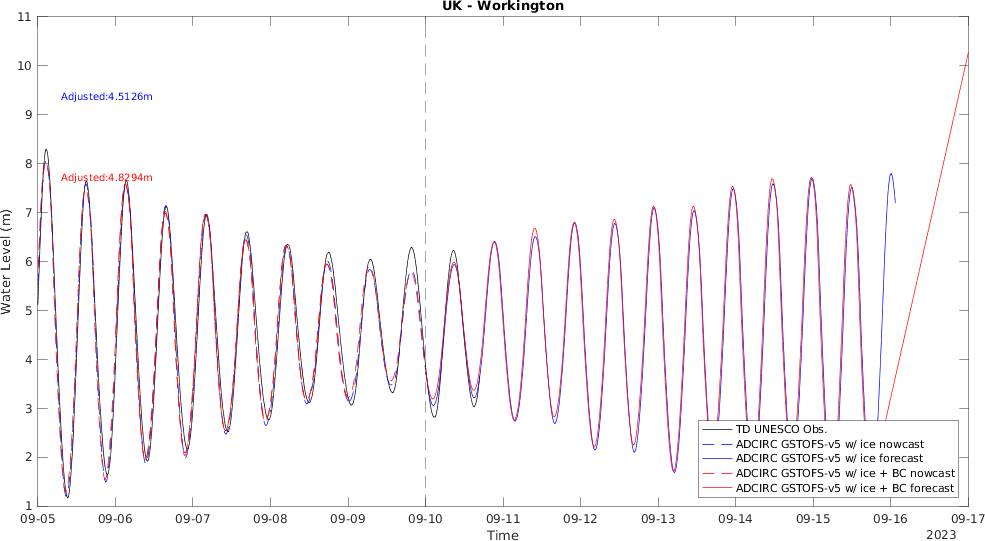 UK - Workington
Water Level (m)
11
10
9
8
7
6
5
4
3
2
1
Adjusted:4.5126m
Adjusted:4.8294m
TD UNESCO Obs.
ADCIRC GSTOFS-v5 w/ ice nowcast
ADCIRC GSTOFS-v5 w/ ice forecast
ADCIRC GSTOFS-v5 w/ ice + BC nowcast
ADCIRC GSTOFS-v5 w/ ice + BC forecast
09-05 09-06 09-07 09-08 09-09 09-10 09-11 09-12 09-13 09-14 09-15 09-16 09-17
Time
2023